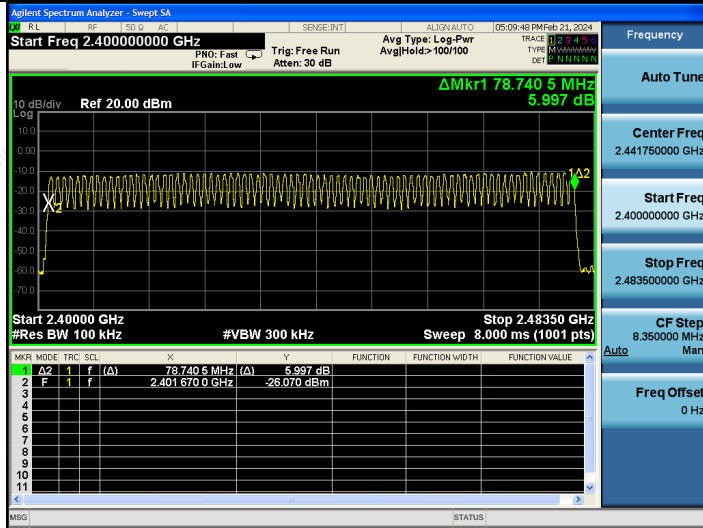 Agilent Spectrum Analyzer - Swept SA
LXI RL RF 50 Ω AC SENSE:INT ALIGN AUTO 05:09:48 PM Feb 21, 2024
Start Freq 2.400000000 GHz
PNO: Fast
IFGain:Low
Trig: Free Run
Atten: 30 dB
Avg Type: Log-Pwr
Avg|Hold:> 100/100
TRACE 1 2 3 4 5 6
TYPE M
DET P N N N N N
ΔMkr1 78.740 5 MHz
5.997 dB
10 dB/div Ref 20.00 dBm
Log
10.0
0.00
-10.0
-20.0
-30.0
-40.0
-50.0
-60.0
-70.0
X2
1Δ2
Start 2.40000 GHz Stop 2.48350 GHz
#Res BW 100 kHz #VBW 300 kHz Sweep 8.000 ms (1001 pts)
MKR MODE TRC SCL X Y FUNCTION FUNCTION WIDTH FUNCTION VALUE
1 Δ2 1 f (Δ) 78.740 5 MHz (Δ) 5.997 dB
2 F 1 f 2.401 670 0 GHz -26.070 dBm
3
4
5
6
7
8
9
10
11
MSG STATUS
Frequency
Auto Tune
Center Freq
2.441750000 GHz
Start Freq
2.400000000 GHz
Stop Freq
2.483500000 GHz
CF Step
8.350000 MHz
Auto Man
Freq Offset
0 Hz